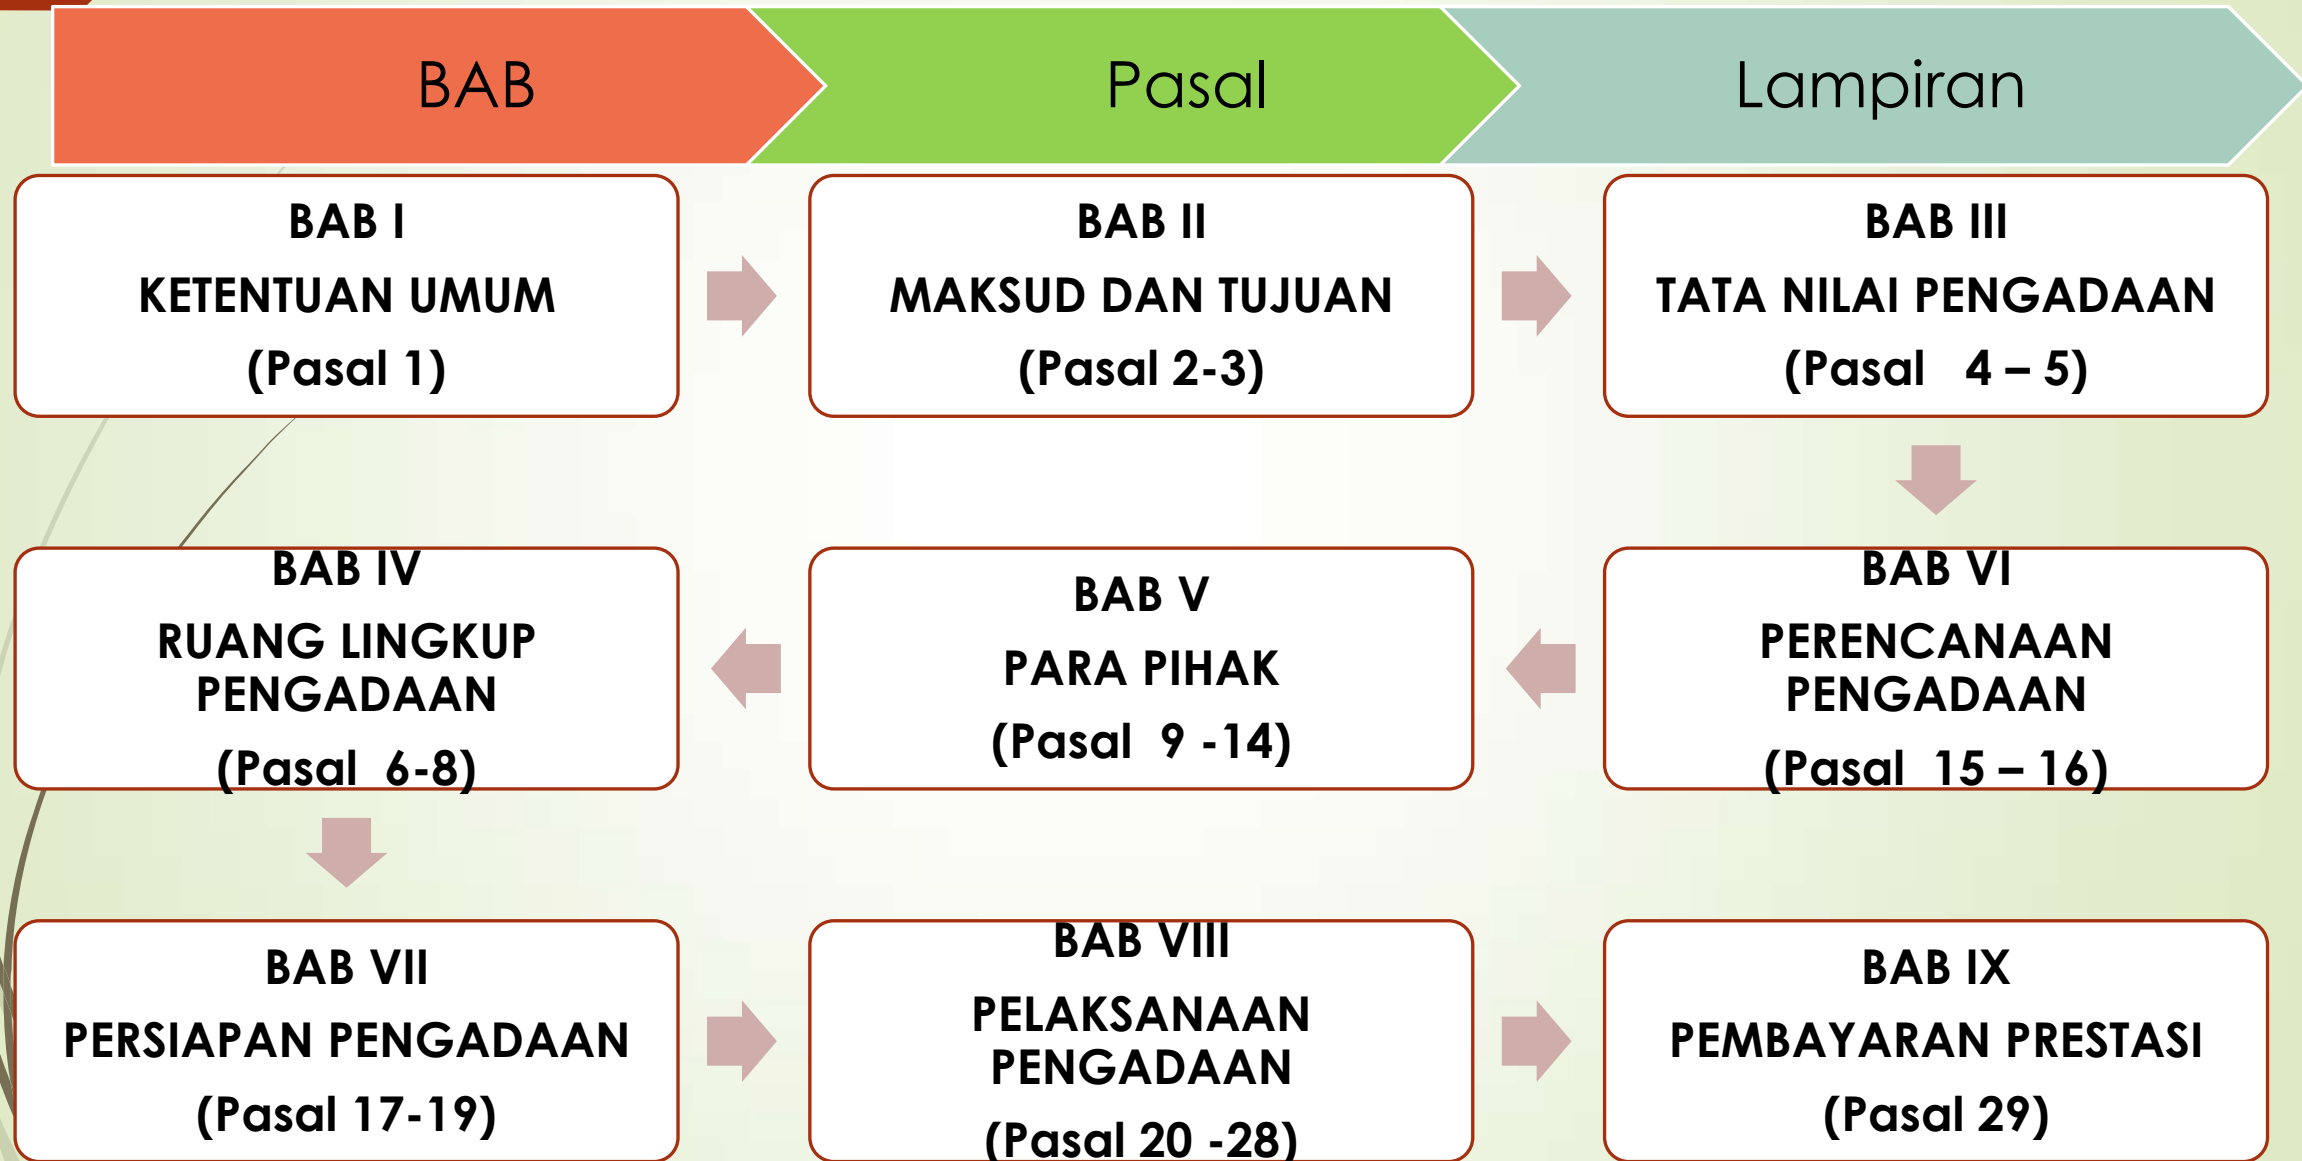 BAB
Pasal
Lampiran
BAB I
KETENTUAN UMUM
(Pasal 1)
BAB II
MAKSUD DAN TUJUAN
(Pasal 2-3)
BAB III
TATA NILAI PENGADAAN
(Pasal 4 – 5)
BAB IV
RUANG LINGKUP
PENGADAAN
(Pasal 6-8)
BAB V
PARA PIHAK
(Pasal 9 -14)
BAB VI
PERENCANAAN
PENGADAAN
(Pasal 15 – 16)
BAB VII
PERSIAPAN PENGADAAN
(Pasal 17-19)
BAB VIII
PELAKSANAAN
PENGADAAN
(Pasal 20 -28)
BAB IX
PEMBAYARAN PRESTASI
(Pasal 29)